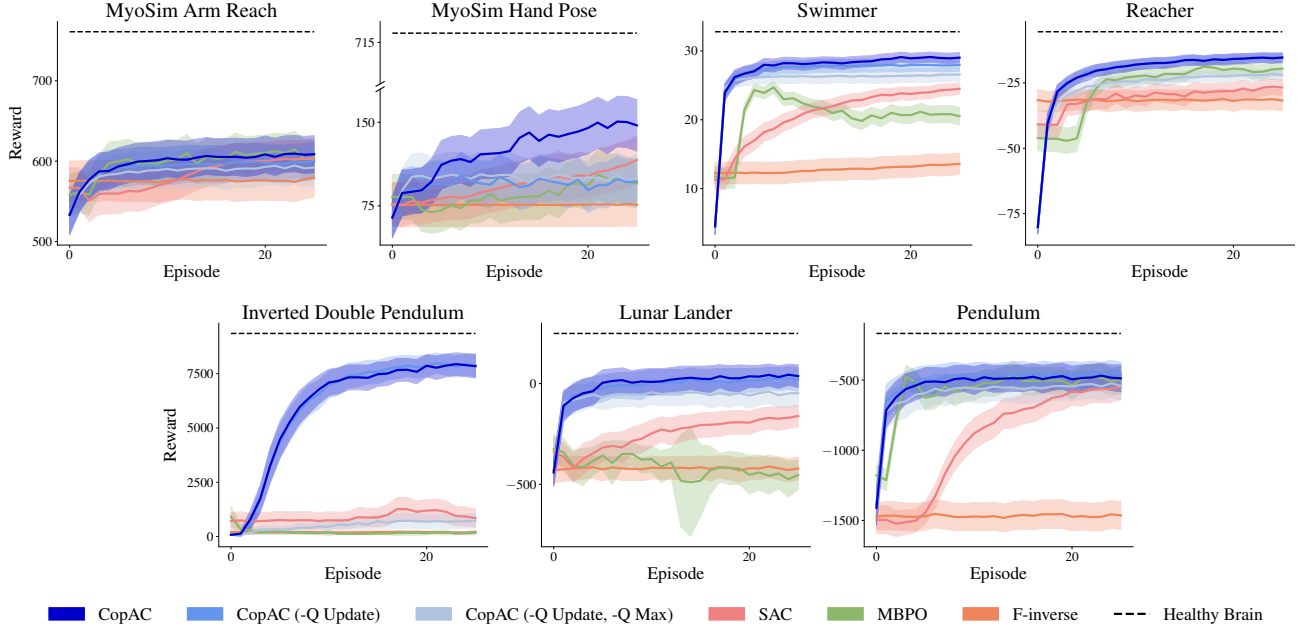 MyoSim Arm Reach
MyoSim Hand Pose
Swimmer
Reacher
Reward
700
600
500
0
20
Episode
715
150
75
0
20
Episode
30
20
10
0
20
Episode
−25
−50
−75
0
20
Episode
Inverted Double Pendulum
Lunar Lander
Pendulum
Reward
7500
5000
2500
0
0
20
Episode
0
−500
0
20
Episode
−500
−1000
−1500
0
20
Episode
CopAC
CopAC (-Q Update)
CopAC (-Q Update, -Q Max)
SAC
MBPO
F-inverse
Healthy Brain